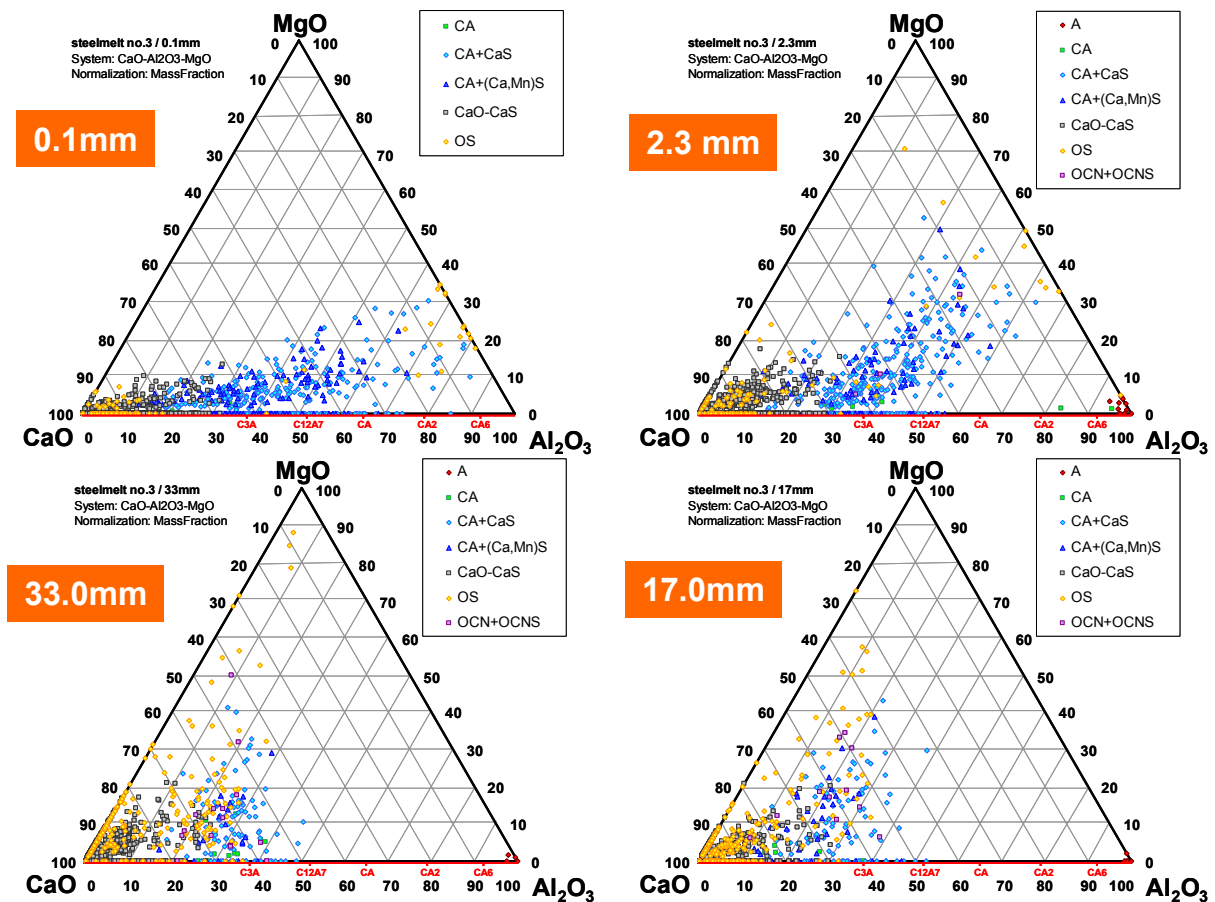 MgO
steelmelt no.3 / 0.1mm
System: CaO-Al2O3-MgO
Normalization: MassFraction
0.1mm
0 100
10 90
20 80
30 70
40 60
50 50
60 40
70 30
80 20
90 10
100 0
CaO
0 10 20 30 40 50 60 70 80 90 100
C3A C12A7 CA CA2 CA6
Al2O3
CA
CA+CaS
CA+(Ca,Mn)S
CaO-CaS
OS
MgO
steelmelt no.3 / 2.3mm
System: CaO-Al2O3-MgO
Normalization: MassFraction
2.3 mm
0 100
10 90
20 80
30 70
40 60
50 50
60 40
70 30
80 20
90 10
100 0
CaO
0 10 20 30 40 50 60 70 80 90 100
C3A C12A7 CA CA2 CA6
Al2O3
A
CA
CA+CaS
CA+(Ca,Mn)S
CaO-CaS
OS
OCN+OCNS
MgO
steelmelt no.3 / 33mm
System: CaO-Al2O3-MgO
Normalization: MassFraction
33.0mm
0 100
10 90
20 80
30 70
40 60
50 50
60 40
70 30
80 20
90 10
100 0
CaO
0 10 20 30 40 50 60 70 80 90 100
C3A C12A7 CA CA2 CA6
Al2O3
A
CA
CA+CaS
CA+(Ca,Mn)S
CaO-CaS
OS
OCN+OCNS
MgO
steelmelt no.3 / 17mm
System: CaO-Al2O3-MgO
Normalization: MassFraction
17.0mm
0 100
10 90
20 80
30 70
40 60
50 50
60 40
70 30
80 20
90 10
100 0
CaO
0 10 20 30 40 50 60 70 80 90 100
C3A C12A7 CA CA2 CA6
Al2O3
A
CA
CA+CaS
CA+(Ca,Mn)S
CaO-CaS
OS
OCN+OCNS